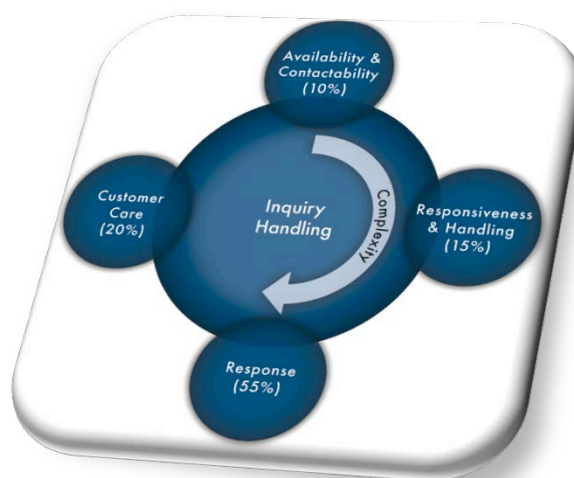 Availability &
Contactability
(10%)
Customer
Care
(20%)
Inquiry
Handling
Complexity
Responsiveness
& Handling
(15%)
Response
(55%)